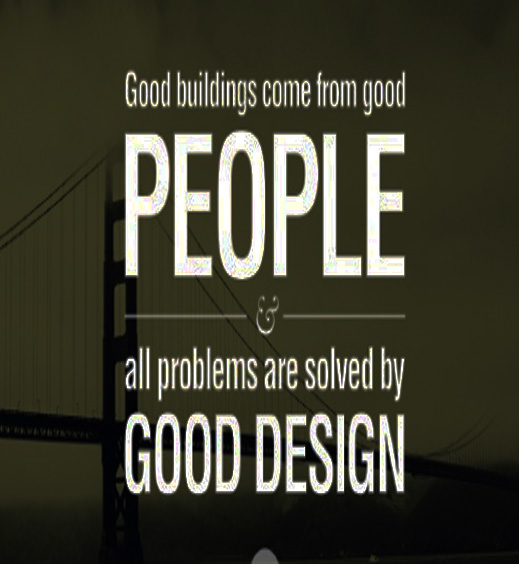 Good buildings come from good
PEOPLE
&
all problems are solved by
GOOD DESIGN